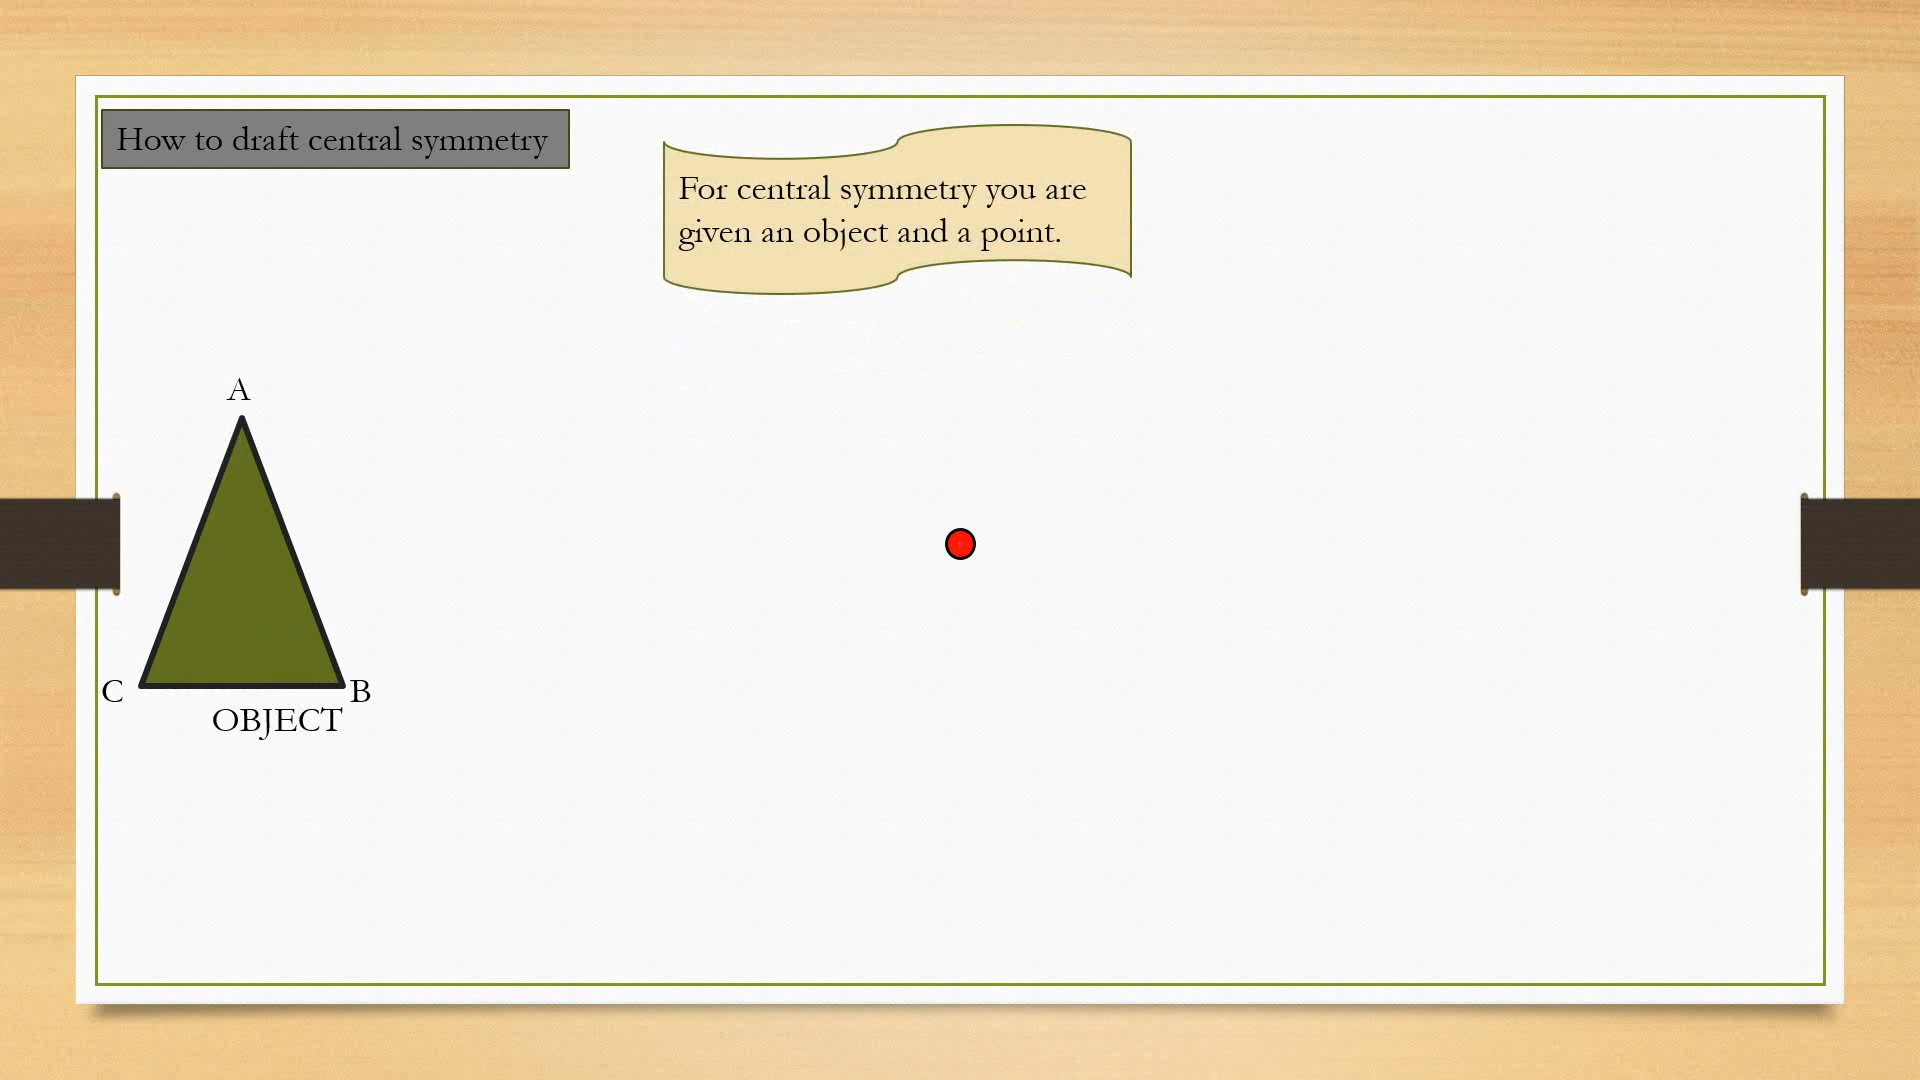 How to draft central symmetry
For central symmetry you are
given an object and a point.
A
C
B
OBJECT